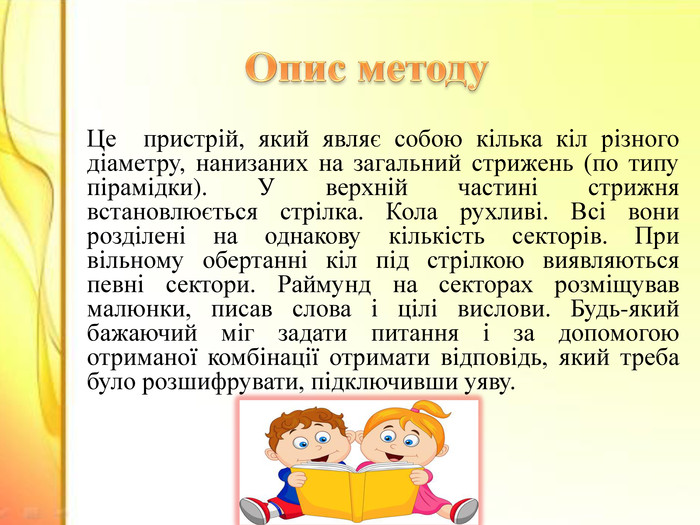 Опис методу
Це пристрій, який являє собою кілька кіл різного
діаметру, нанизаних на загальний стрижень (по типу
пірамідки). У верхній частині стрижня
встановлюється стрілка. Кола рухливі. Всі вони
розділені на однакову кількість секторів. При
вільному обертанні кіл під стрілкою виявляються
певні сектори. Раймунд на секторах розміщував
малюнки, писав слова і цілі вислови. Будь-який
бажаючий міг задати питання і за допомогою
отриманої комбінації отримати відповідь, який треба
було розшифрувати, підключивши уяву.